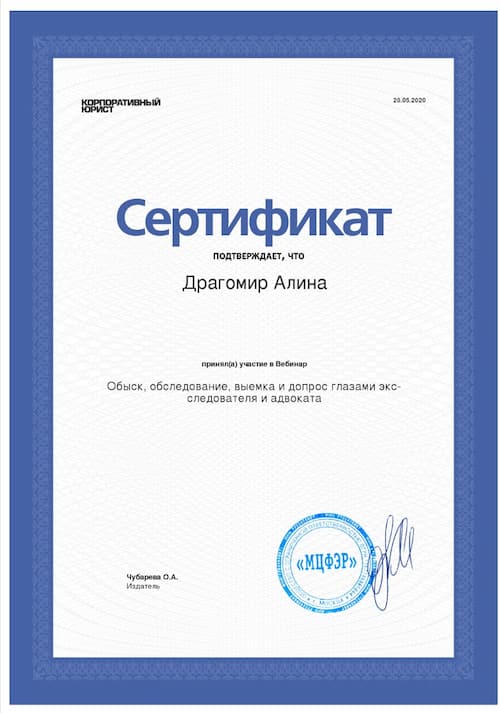 КОРПОРАТИВНЫЙ
ЮРИСТ
20.05.2020
Сертификат
ПОДТВЕРЖДАЕТ, ЧТО
Драгомир Алина
принял(а) участие в Вебинар
Обыск, обследование, выемка и допрос глазами экс-
следователя и адвоката
«МЦФЭР»
г. Москва
Чубарева О.А.
Издатель